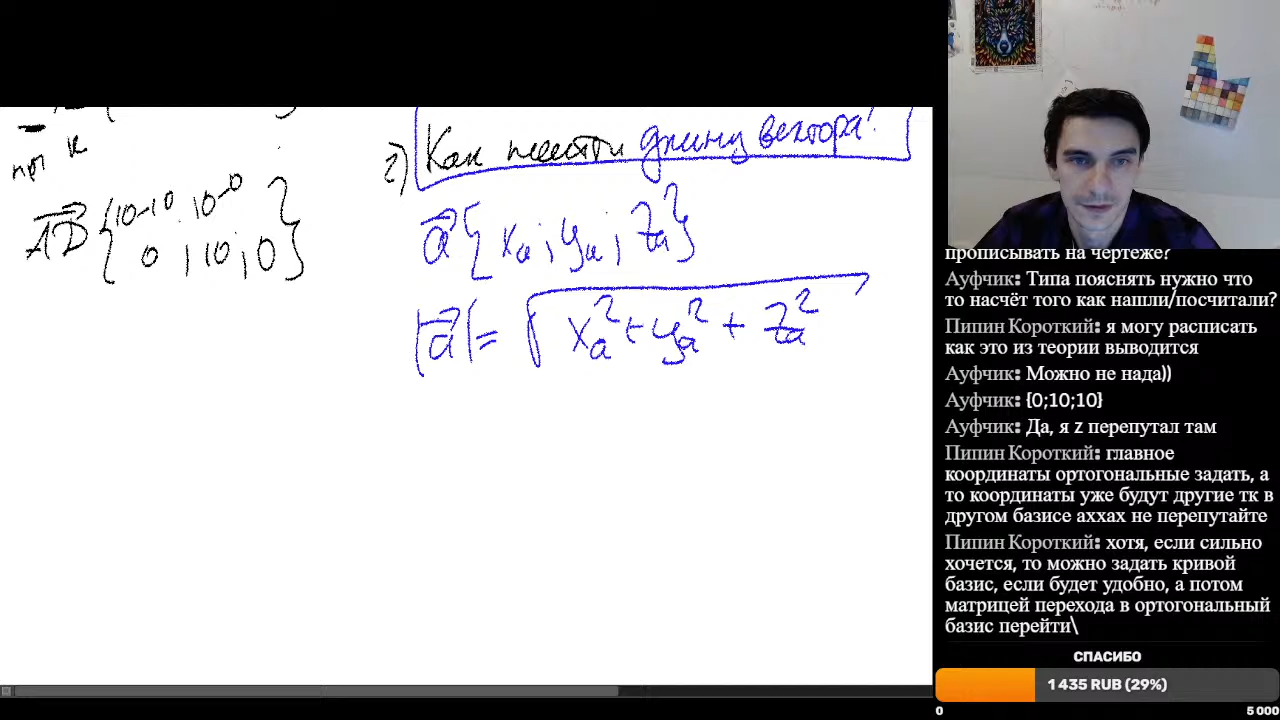 пр к
AD {10-10; 10-0
0; 10; 0}
2) Как найти длину вектора?
a {xₐ; yₐ; zₐ}
|a| = √xₐ² + yₐ² + zₐ²
прописывать на чертеже?
Ауфчик: Типа пояснять нужно что
то насчёт того как нашли/посчитали?
Пипин Короткий: я могу расписать
как это из теории выводится
Ауфчик: Можно не нада))
Ауфчик: {0;10;10}
Ауфчик: Да, я z перепутал там
Пипин Короткий: главное
координаты ортогональные задать, а
то координаты уже будут другие тк в
другом базисе аххах не перепутайте
Пипин Короткий: хотя, если сильно
хочется, то можно задать кривой
базис, если будет удобно, а потом
матрицей перехода в ортогональный
базис перейти\
СПАСИБО
1 435 RUB (29%)
0 5 000